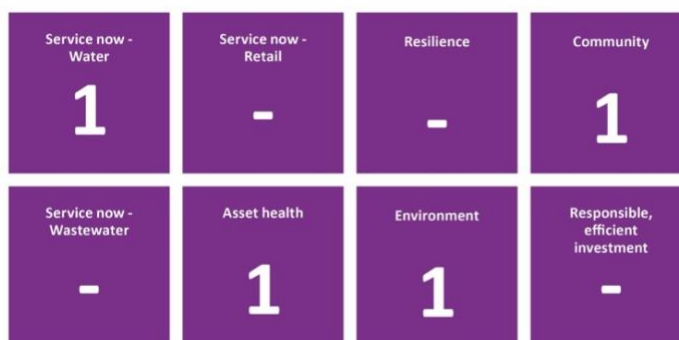 Service now -
Water
1
Service now -
Retail
-
Resilience
-
Community
1
Service now -
Wastewater
-
Asset health
1
Environment
1
Responsible,
efficient
investment
-